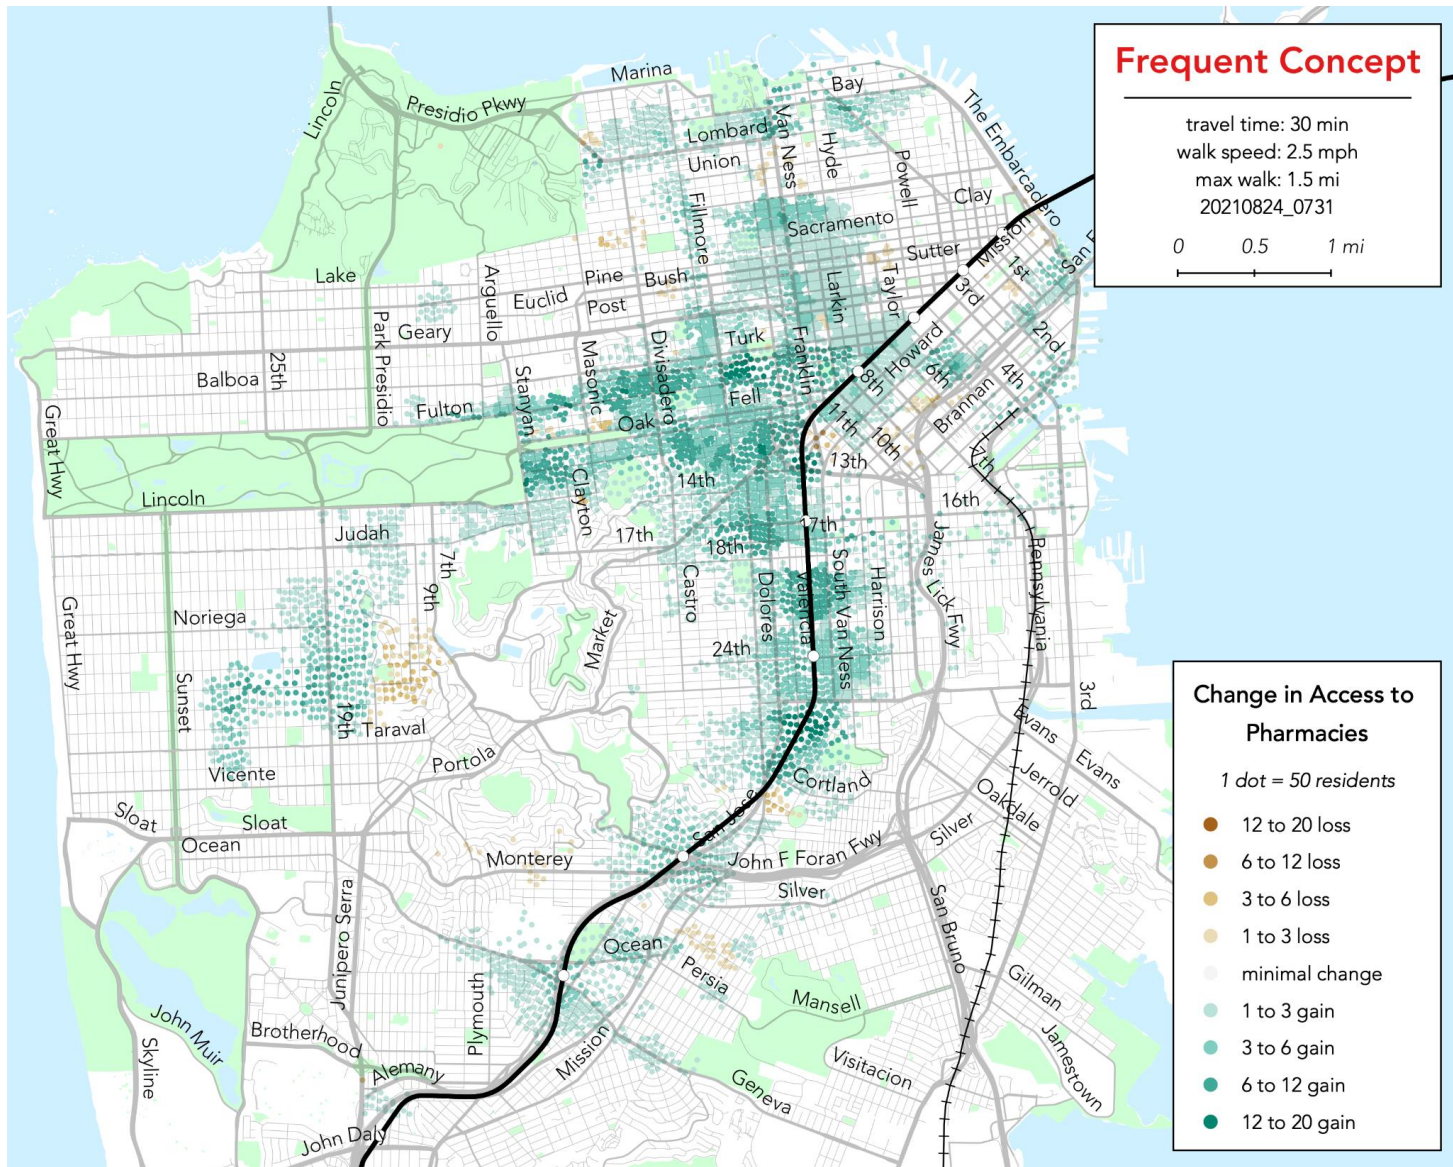 Frequent Concept
travel time: 30 min
walk speed: 2.5 mph
max walk: 1.5 mi
20210824_0731
0 0.5 1 mi
Marina
Bay
Presidio Pkwy
Lincoln
Lombard
Van Ness
Hyde
The Embarcadero
Union
Powell
Clay
Fillmore
Sacramento
Mission
Sutter
1st
San F
Lake
Arguello
Pine
Bush
Taylor
Larkin
3rd
Euclid
Post
Geary
Park Presidio
Turk
Franklin
Howard
2nd
25th
Balboa
Masonic
Divisadero
Stanyan
8th
6th
4th
Fulton
Fell
Brannan
Oak
11th
10th
Great Hwy
13th
7th
Lincoln
Clayton
14th
16th
Judah
17th
17th
18th
James Lick Fwy
Pennsylvania
7th
9th
Castro
Dolores
Valencia
South Van Ness
Harrison
Great Hwy
Noriega
Market
24th
Sunset
19th
Taraval
3rd
Evans
Portola
Vicente
Cortland
Jerrold
Evans
Oakdale
Sloat
Sloat
San Jose
Silver
Ocean
Monterey
John F Foran Fwy
Silver
Junipero Serra
San Bruno
Ocean
Persia
Plymouth
Mansell
Gilman
John Muir
Brotherhood
Skyline
Mission
Visitacion
Jamestown
Alemany
Geneva
John Daly
Change in Access to
Pharmacies
1 dot = 50 residents
12 to 20 loss
6 to 12 loss
3 to 6 loss
1 to 3 loss
minimal change
1 to 3 gain
3 to 6 gain
6 to 12 gain
12 to 20 gain